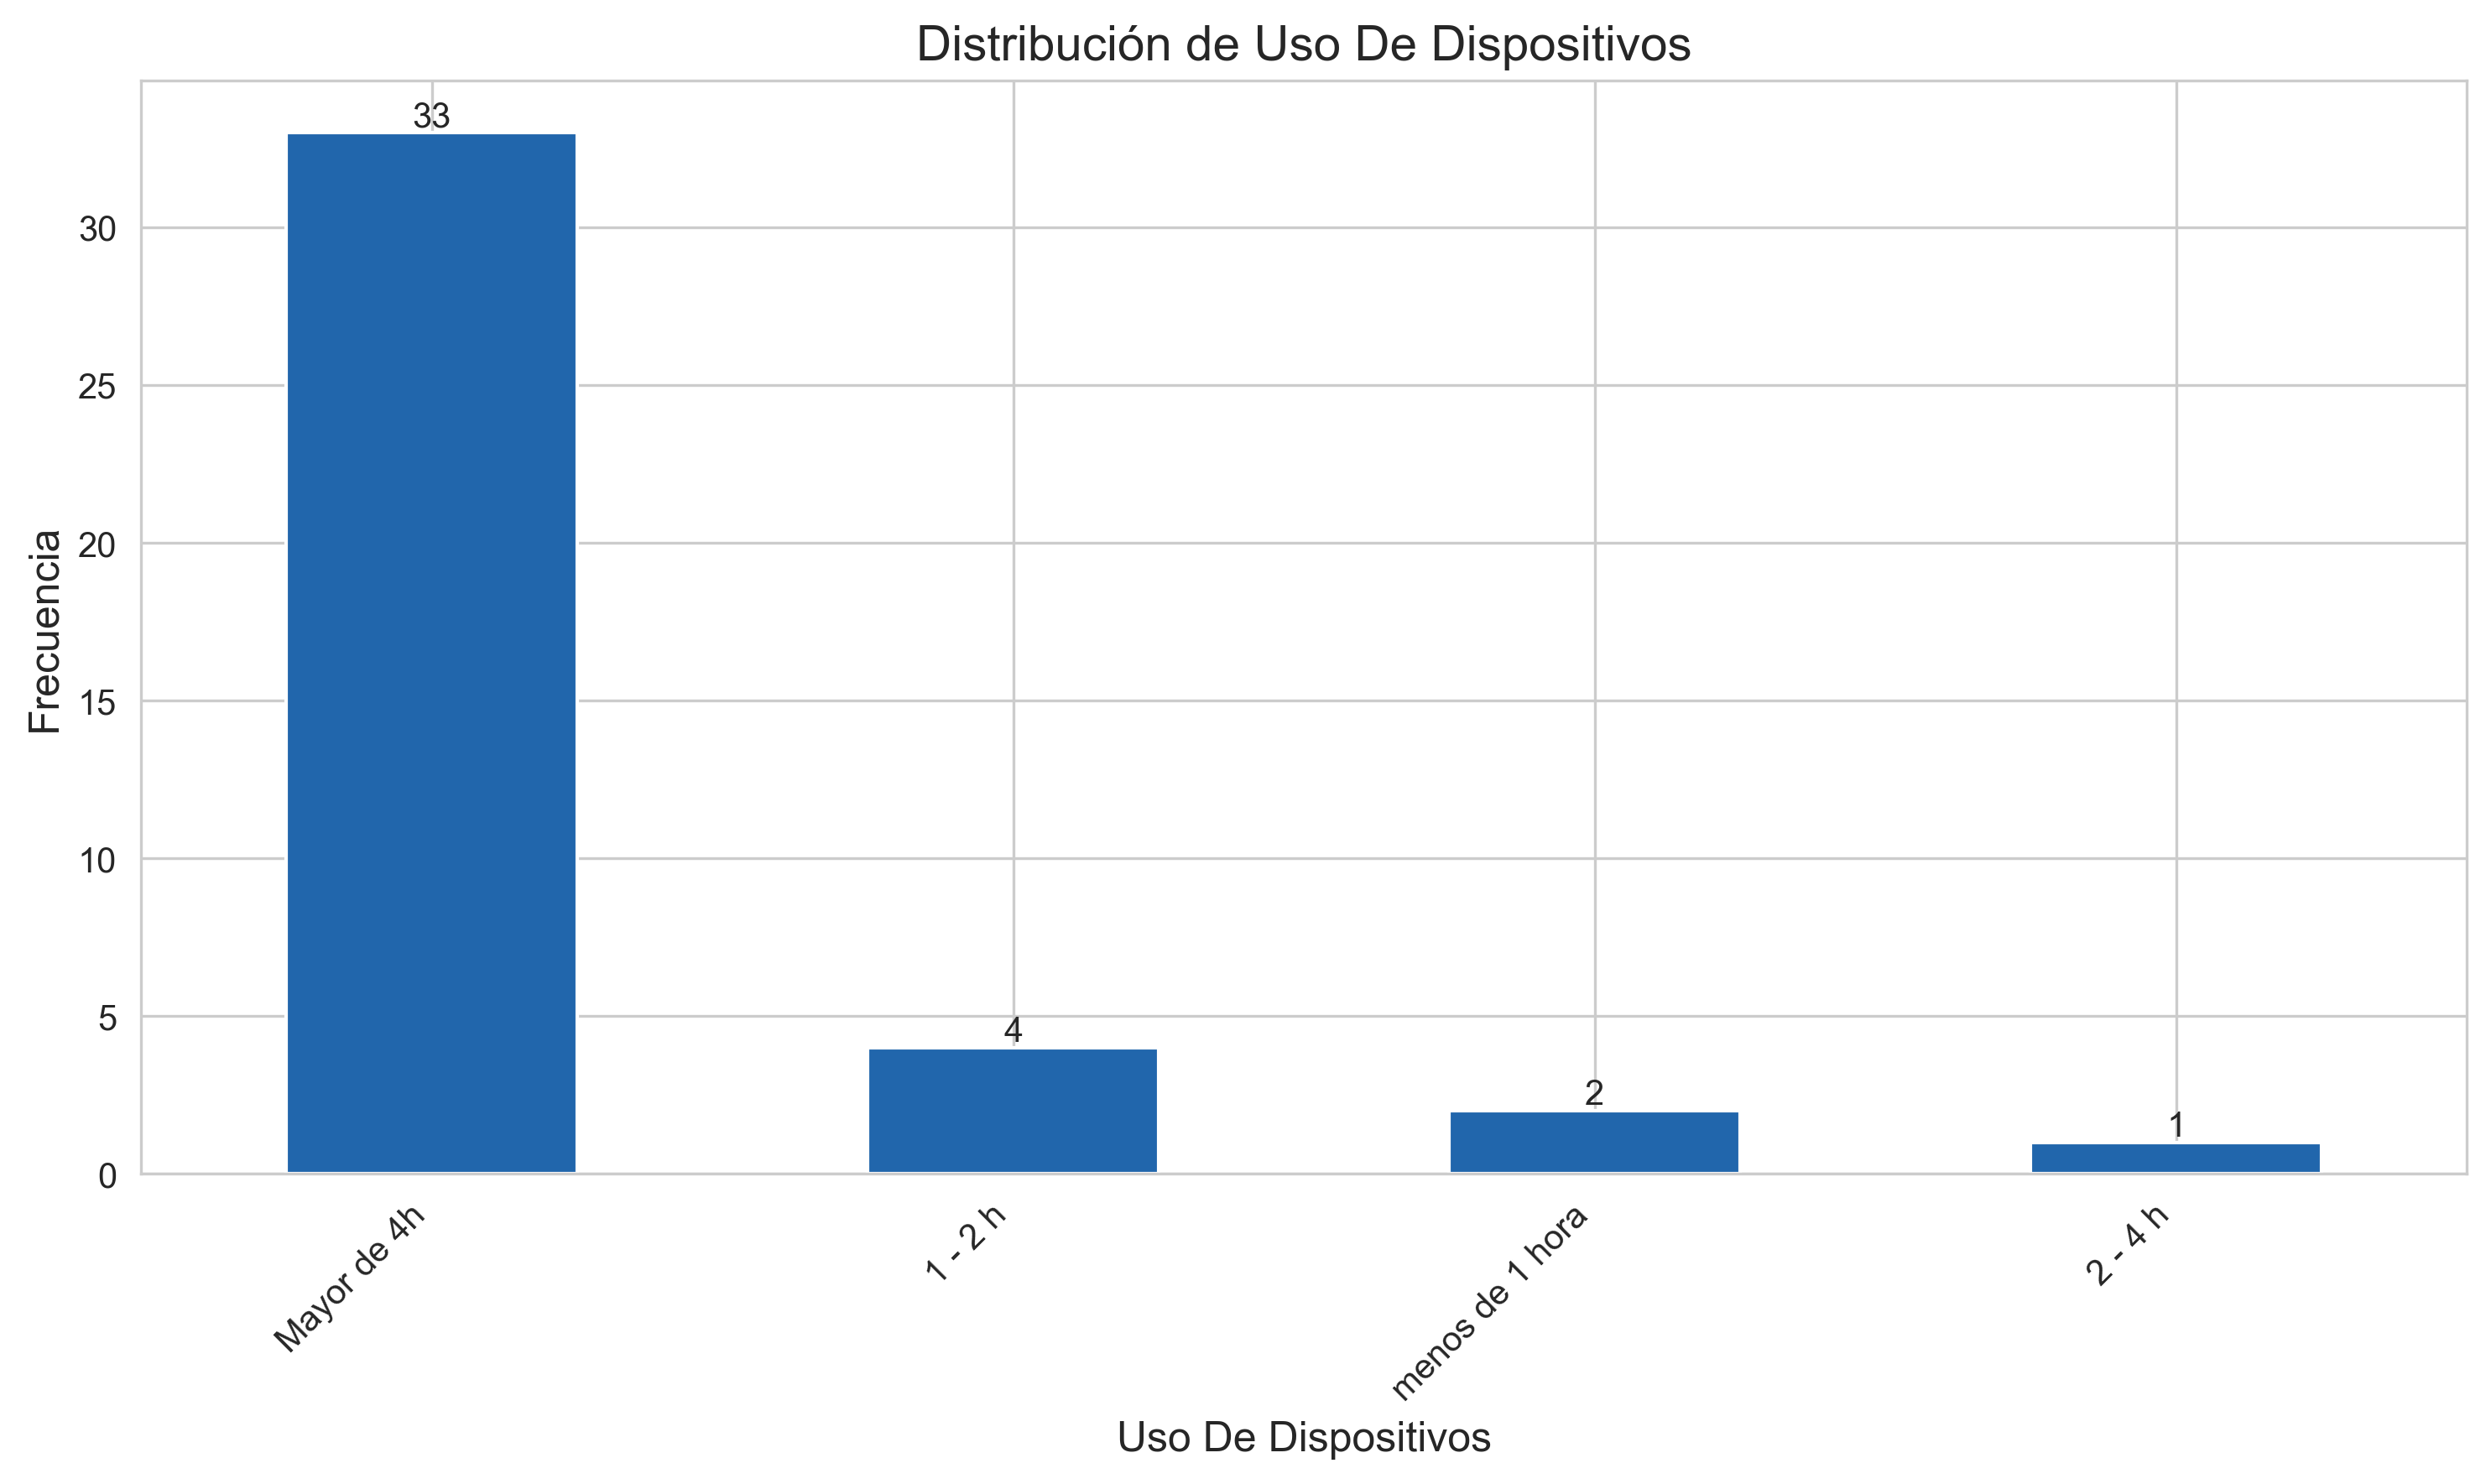 Distribución de Uso De Dispositivos
Frecuencia
33
30
25
20
15
10
5
0
4
2
1
Mayor de 4h
1 - 2 h
menos de 1 hora
2 - 4 h
Uso De Dispositivos